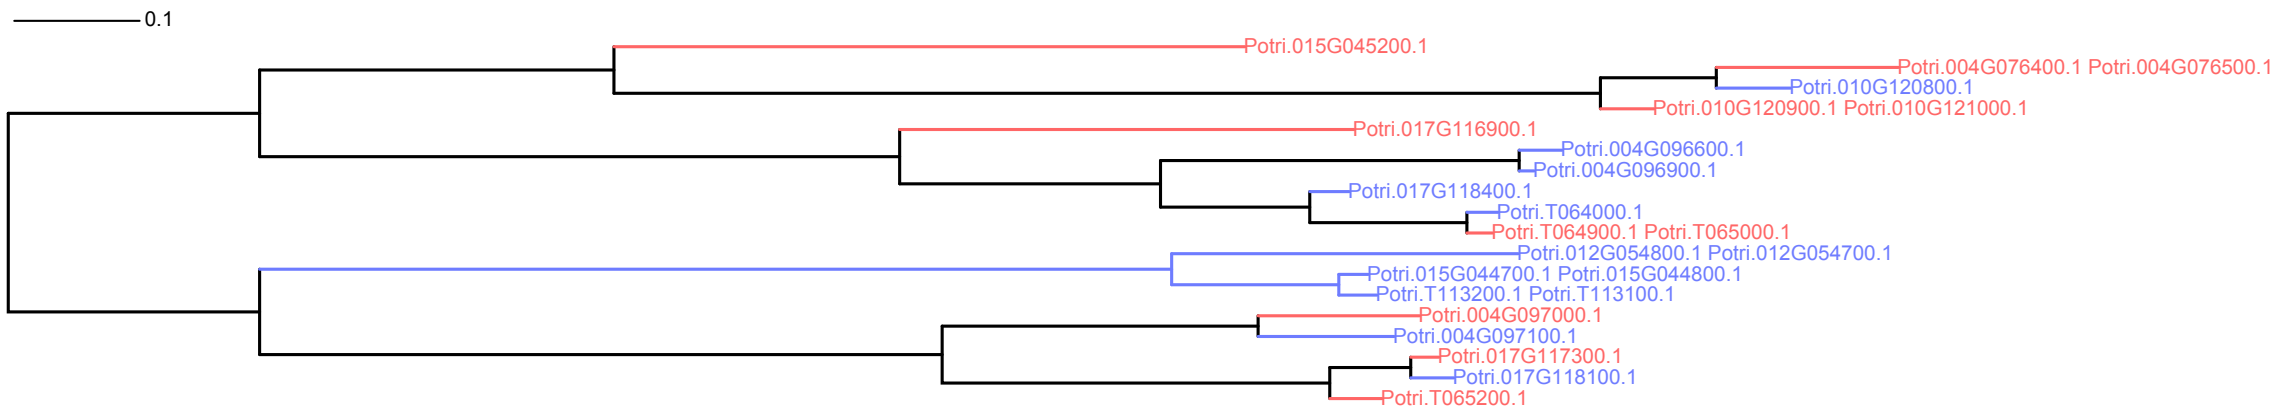 0.1
Potri.015G045200.1
Potri.004G076400.1 Potri.004G076500.1
Potri.010G120800.1
Potri.010G120900.1 Potri.010G121000.1
Potri.017G116900.1
Potri.004G096600.1
Potri.004G096900.1
Potri.017G118400.1
Potri.T064000.1
Potri.T064900.1 Potri.T065000.1
Potri.012G054800.1 Potri.012G054700.1
Potri.015G044700.1 Potri.015G044800.1
Potri.T113200.1 Potri.T113100.1
Potri.004G097000.1
Potri.004G097100.1
Potri.017G117300.1
Potri.017G118100.1
Potri.T065200.1